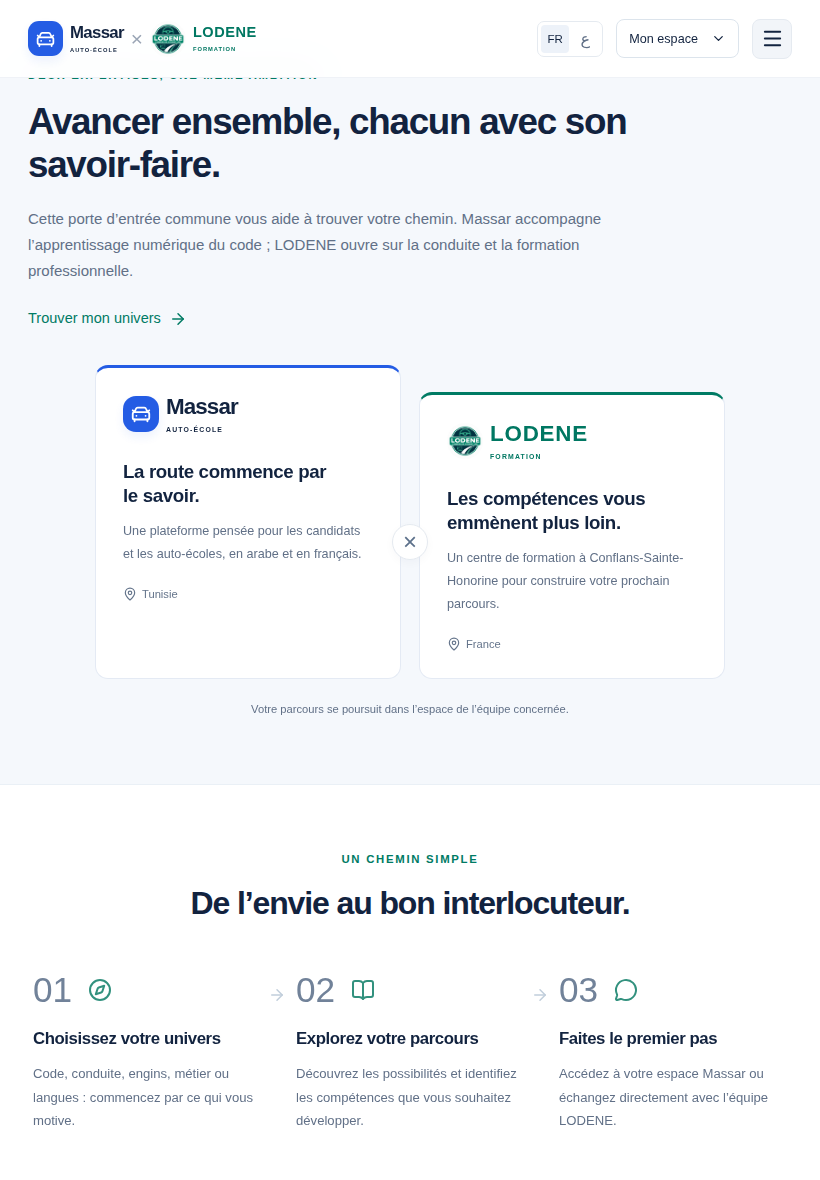 Massar
AUTO-ÉCOLE
LODENE
LODENE
FORMATION
FR
ع
Mon espace
Avancer ensemble, chacun avec son
savoir-faire.
Cette porte d’entrée commune vous aide à trouver votre chemin. Massar accompagne
l’apprentissage numérique du code ; LODENE ouvre sur la conduite et la formation
professionnelle.
Trouver mon univers
Massar
AUTO-ÉCOLE
La route commence par
le savoir.
Une plateforme pensée pour les candidats
et les auto-écoles, en arabe et en français.
Tunisie
LODENE
LODENE
FORMATION
Les compétences vous
emmènent plus loin.
Un centre de formation à Conflans-Sainte-
Honorine pour construire votre prochain
parcours.
France
Votre parcours se poursuit dans l’espace de l’équipe concernée.
UN CHEMIN SIMPLE
De l’envie au bon interlocuteur.
01
Choisissez votre univers
Code, conduite, engins, métier ou
langues : commencez par ce qui vous
motive.
02
Explorez votre parcours
Découvrez les possibilités et identifiez
les compétences que vous souhaitez
développer.
03
Faites le premier pas
Accédez à votre espace Massar ou
échangez directement avec l’équipe
LODENE.